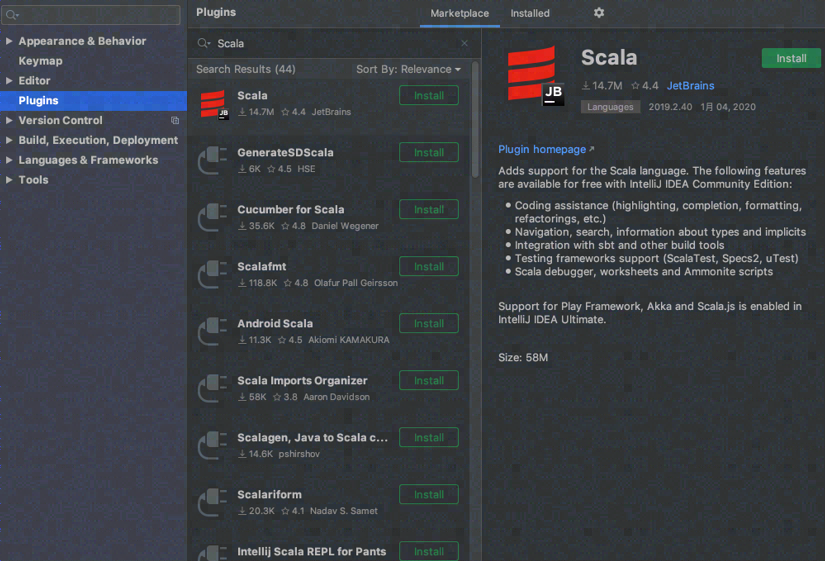 Appearance & Behavior
Keymap
Editor
Plugins
Version Control
Build, Execution, Deployment
Languages & Frameworks
Tools
Plugins
Marketplace
Installed
Scala
Search Results (44)
Sort By: Relevance
Scala
Install
14.7M 4.4 JetBrains
GenerateSDScala
Install
6K 4.5 HSE
Cucumber for Scala
Install
35.6K 4.8 Daniel Wegener
Scalafmt
Install
118.8K 4.8 Olafur Pall Geirsson
Android Scala
Install
11.3K 4.5 Akiomi KAMAKURA
Scala Imports Organizer
Install
58K 3.8 Aaron Davidson
Scalagen, Java to Scala c...
Install
14.6K pshirshov
Scalariform
Install
20.3K 4.1 Nadav S. Samet
Intellij Scala REPL for Pants
Install
JB
JB
Scala
Install
14.7M 4.4 JetBrains
Languages 2019.2.40 1月 04, 2020
Plugin homepage
Adds support for the Scala language. The following features
are available for free with IntelliJ IDEA Community Edition:
Coding assistance (highlighting, completion, formatting,
refactorings, etc.)
Navigation, search, information about types and implicits
Integration with sbt and other build tools
Testing frameworks support (ScalaTest, Specs2, uTest)
Scala debugger, worksheets and Ammonite scripts
Support for Play Framework, Akka and Scala.js is enabled in
IntelliJ IDEA Ultimate.
Size: 58M